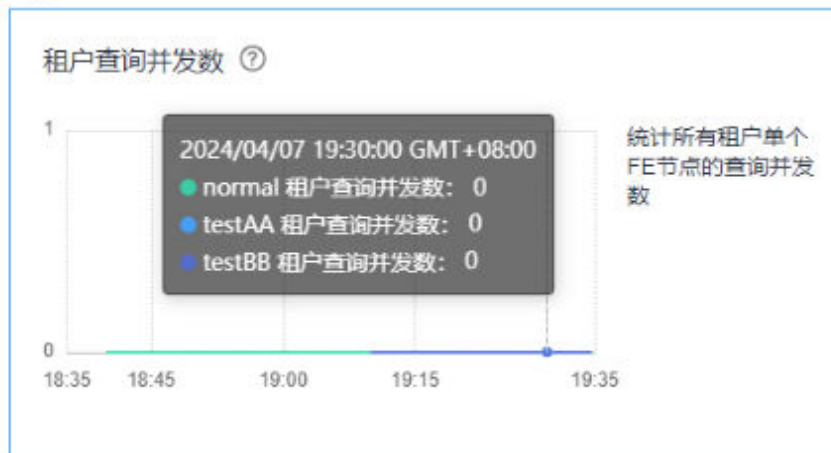 租户查询并发数 ?
1
2024/04/07 19:30:00 GMT+08:00
normal 租户查询并发数: 0
testAA 租户查询并发数: 0
testBB 租户查询并发数: 0
统计所有租户单个
FE节点的查询并发
数
0
18:35 18:45 19:00 19:15 19:35